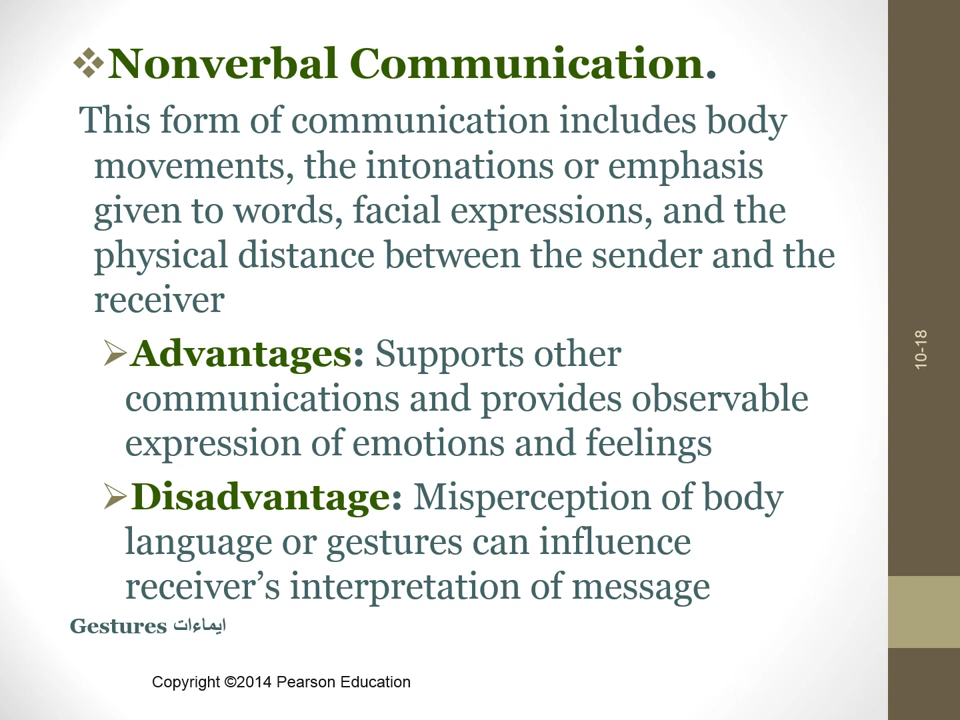 ❖Nonverbal Communication.
This form of communication includes body
movements, the intonations or emphasis
given to words, facial expressions, and the
physical distance between the sender and the
receiver
➢Advantages: Supports other
communications and provides observable
expression of emotions and feelings
➢Disadvantage: Misperception of body
language or gestures can influence
receiver’s interpretation of message
Gestures ايماءات
Copyright ©2014 Pearson Education
10-18